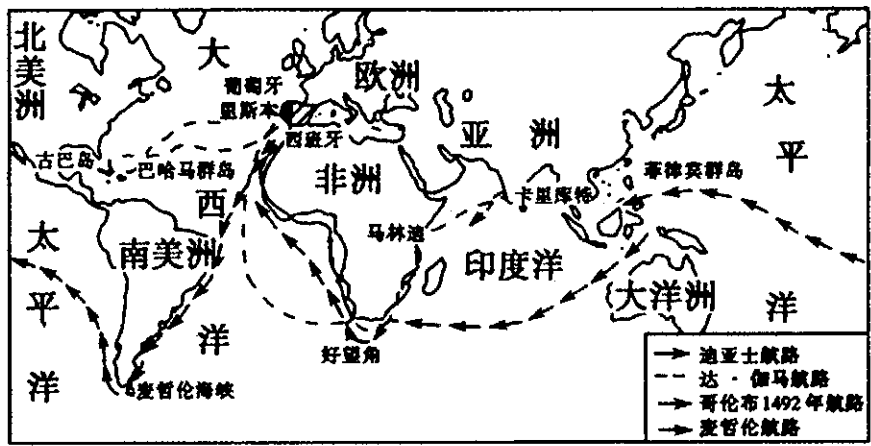 北美洲
大
欧洲
葡萄牙
里斯本
西班牙
亚洲
太平
古巴岛
巴哈马群岛
非洲
菲律宾群岛
卡里库特
西
马林迪
太平洋
南美洲
印度洋
大洋洲
洋
洋
好望角
麦哲伦海峡
迪亚士航路
达·伽马航路
哥伦布1492年航路
麦哲伦航路